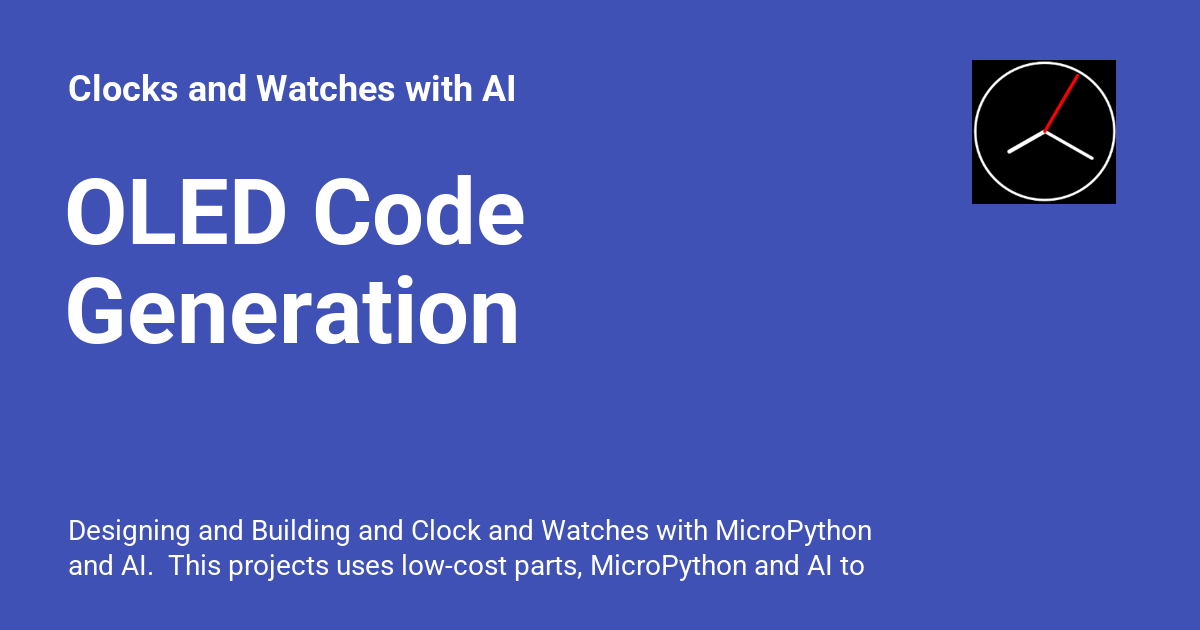 Clocks and Watches with AI
OLED Code
Generation
Designing and Building and Clock and Watches with MicroPython
and AI.  This projects uses low-cost parts, MicroPython and AI to